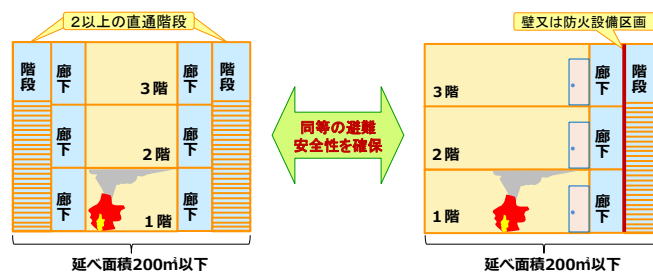 2以上の直通階段
階段
廊下
3階
廊下
階段
廊下
2階
廊下
廊下
1階
廊下
延べ面積200㎡以下
同等の避難
安全性を確保
壁又は防火設備区画
3階
廊下
階段
2階
廊下
1階
廊下
延べ面積200㎡以下